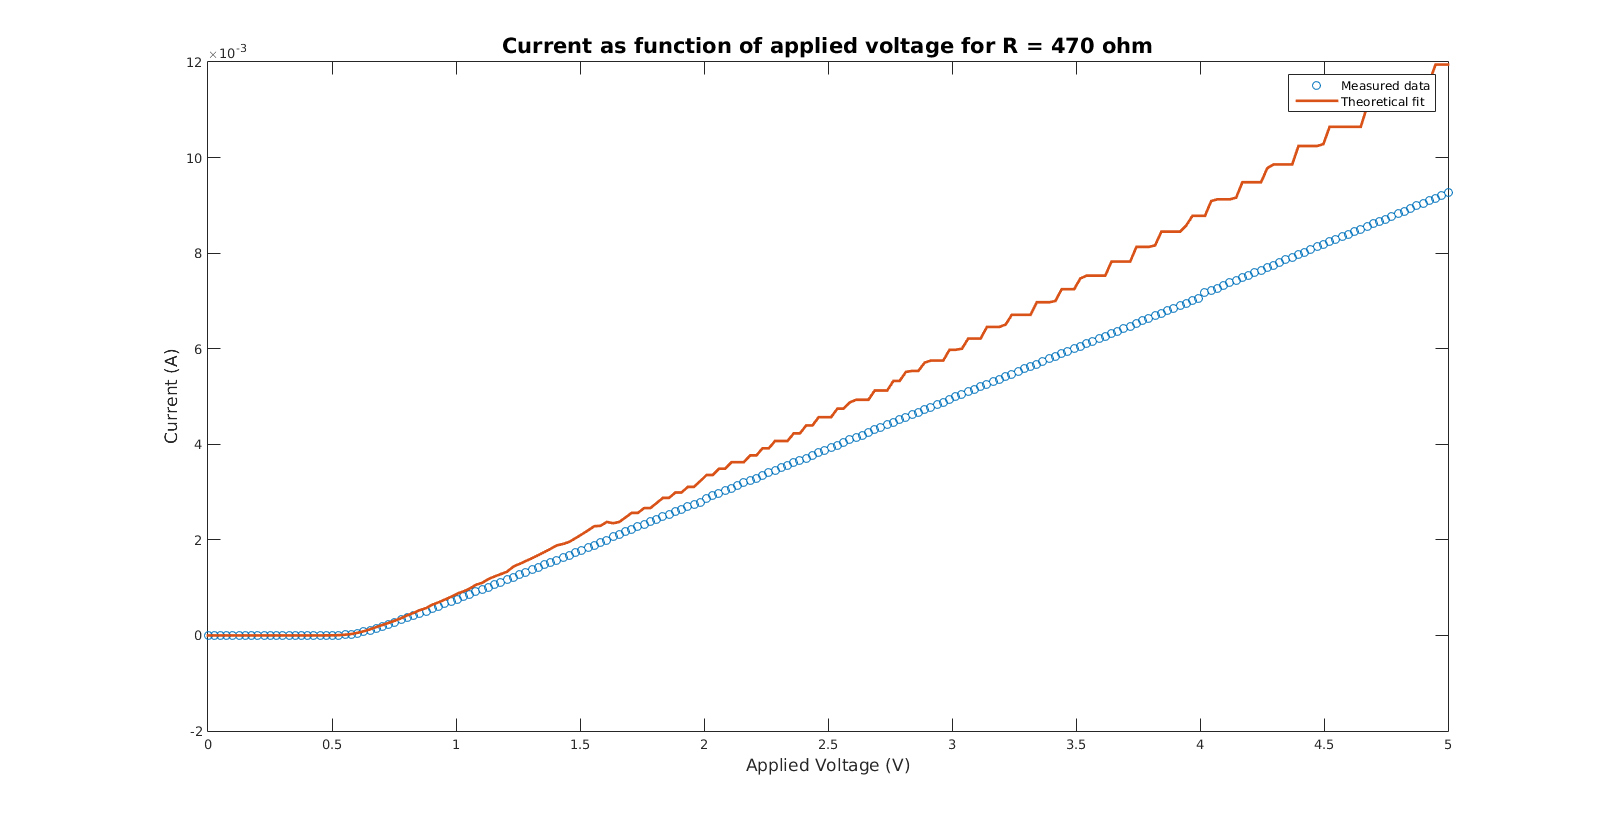 Current as function of applied voltage for R = 470 ohm
×10-3
12
10
8
6
4
2
0
-2
Current (A)
Measured data
Theoretical fit
0 0.5 1 1.5 2 2.5 3 3.5 4 4.5 5
Applied Voltage (V)